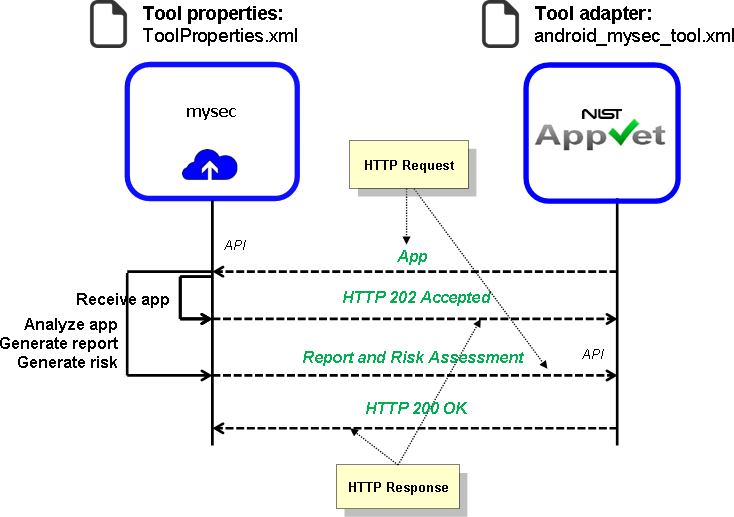 Tool properties:
ToolProperties.xml
Tool adapter:
android_mysec_tool.xml
mysec
NIST
AppVet
HTTP Request
API
App
Receive app
HTTP 202 Accepted
Analyze app
Generate report
Generate risk
Report and Risk Assessment
API
HTTP 200 OK
HTTP Response